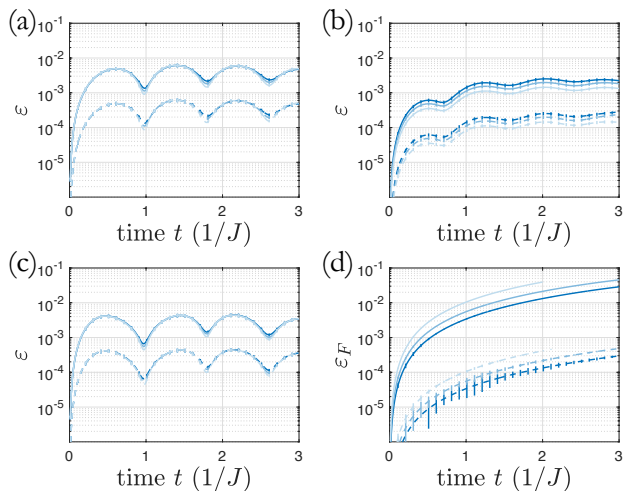 (a)
10^-1
10^-2
10^-3
10^-4
10^-5
ε
0 1 2 3
time t (1/J)
(b)
10^-1
10^-2
10^-3
10^-4
10^-5
ε
0 1 2 3
time t (1/J)
(c)
10^-1
10^-2
10^-3
10^-4
10^-5
ε
0 1 2 3
time t (1/J)
(d)
10^-1
10^-2
10^-3
10^-4
10^-5
ε_F
0 1 2 3
time t (1/J)